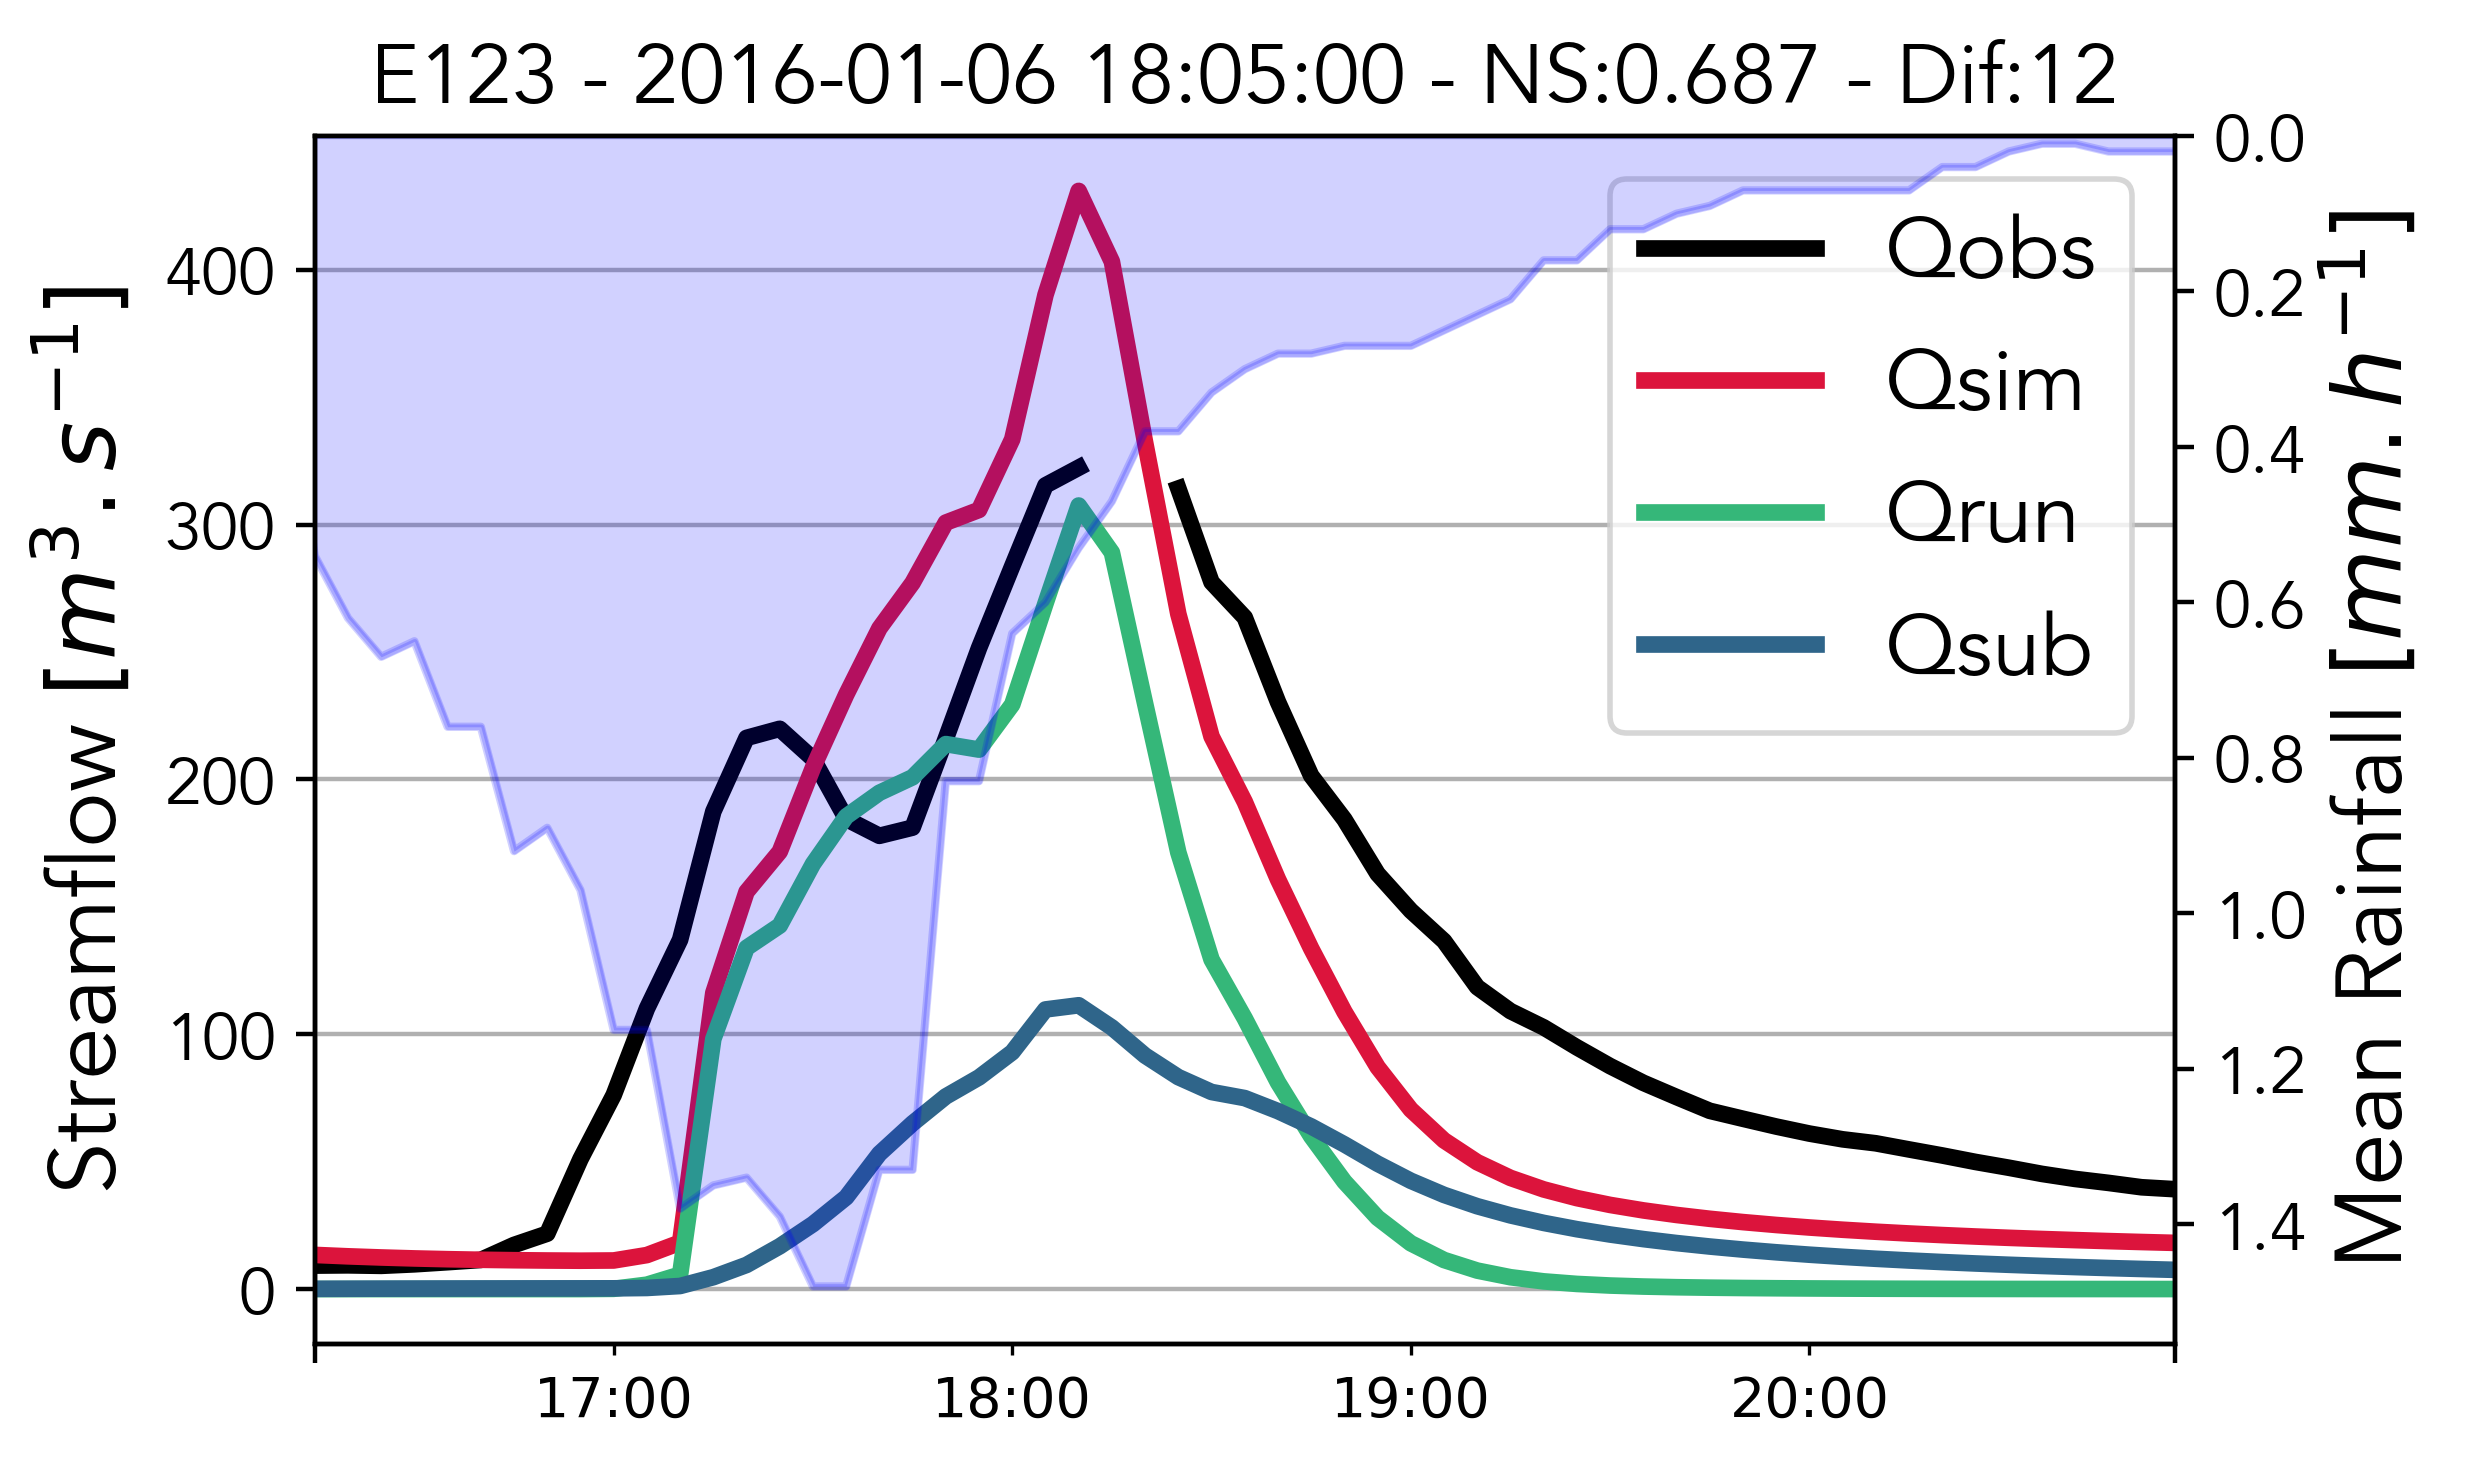 E123 - 2016-01-06 18:05:00 - NS:0.687 - Dif:12
Streamflow [m³.s⁻¹]
400
300
200
100
0
Qobs
Qsim
Qrun
Qsub
0.0
0.2
0.4
0.6
0.8
1.0
1.2
1.4
Mean Rainfall [mm.h⁻¹]
17:00 18:00 19:00 20:00